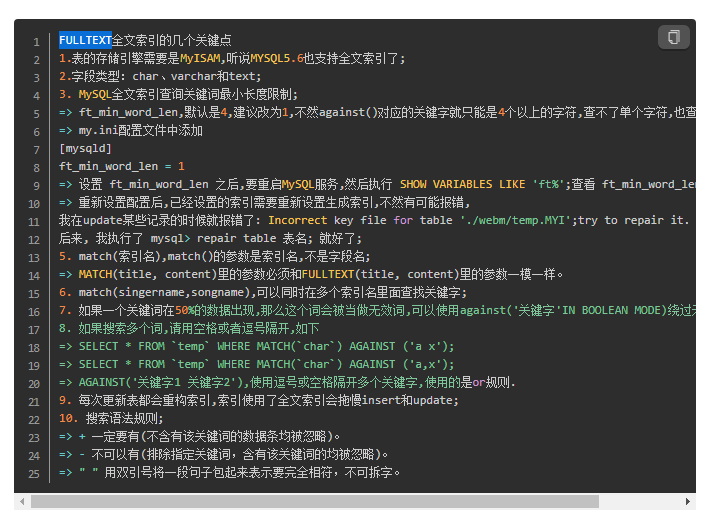 FULLTEXT全文索引的几个关键点
1.表的存储引擎需要是MyISAM,听说MYSQL5.6也支持全文索引了;
2.字段类型: char、varchar和text;
3. MySQL全文索引查询关键词最小长度限制;
=> ft_min_word_len,默认是4,建议改为1,不然against()对应的关键字就只能是4个以上的字符,查不了单个字符,也查
=> my.ini配置文件中添加
[mysqld]
ft_min_word_len = 1
=> 设置 ft_min_word_len 之后,要重启MySQL服务,然后执行 SHOW VARIABLES LIKE 'ft%';查看 ft_min_word_len
=> 重新设置配置后,已经设置的索引需要重新设置生成索引,不然有可能报错,
我在update某些记录的时候就报错了: Incorrect key file for table './webm/temp.MYI';try to repair it.
后来, 我执行了 mysql> repair table 表名; 就好了;
5. match(索引名),match()的参数是索引名,不是字段名;
=> MATCH(title, content)里的参数必须和FULLTEXT(title, content)里的参数一模一样。
6. match(singername,songname),可以同时在多个索引名里面查找关键字;
7. 如果一个关键词在50%的数据出现,那么这个词会被当做无效词,可以使用against('关键字'IN BOOLEAN MODE)绕过
8. 如果搜索多个词,请用空格或者逗号隔开,如下
=> SELECT * FROM `temp` WHERE MATCH(`char`) AGAINST ('a x');
=> SELECT * FROM `temp` WHERE MATCH(`char`) AGAINST ('a,x');
=> AGAINST('关键字1 关键字2'),使用逗号或空格隔开多个关键字,使用的是or规则.
9. 每次更新表都会重构索引,索引使用了全文索引会拖慢insert和update;
10. 搜索语法规则;
=> + 一定要有(不含有该关键词的数据条均被忽略)。
=> - 不可以有(排除指定关键词，含有该关键词的均被忽略)。
=> " " 用双引号将一段句子包起来表示要完全相符，不可拆字。